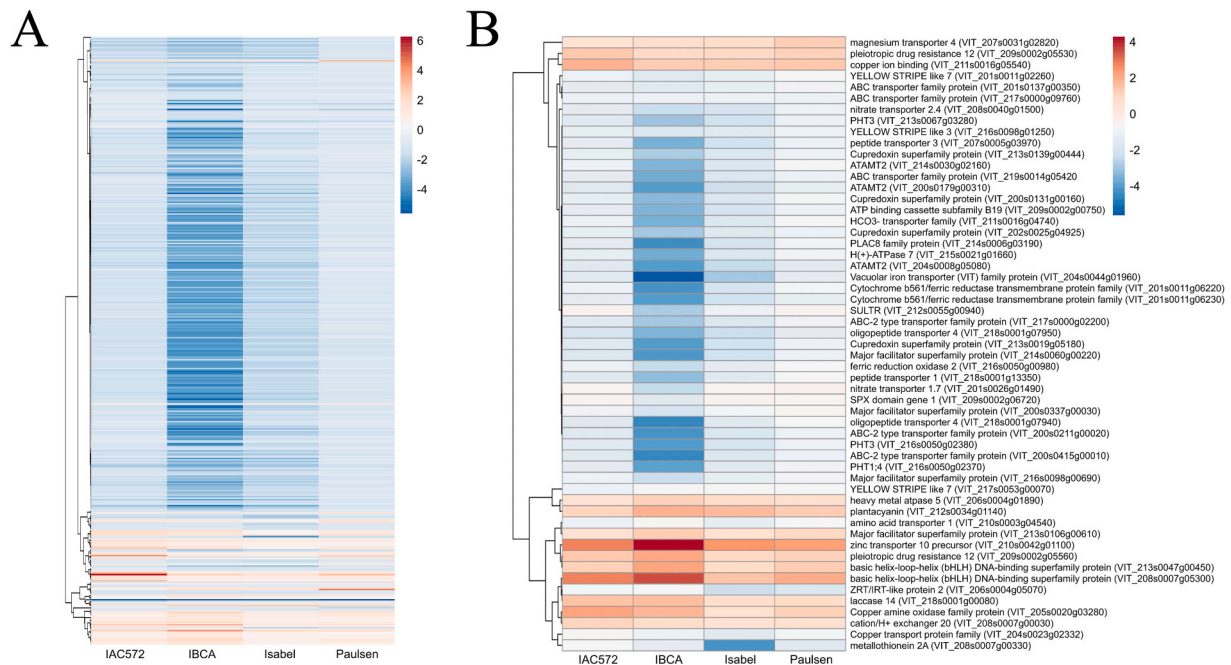 A
6
4
2
0
-2
-4
IAC572 IBCA Isabel Paulsen
B
magnesium transporter 4 (VIT_207s0031g02820)
pleiotropic drug resistance 12 (VIT_209s0002g05530)
copper ion binding (VIT_211s0016g05540)
YELLOW STRIPE like 7 (VIT_201s0011g02260)
ABC transporter family protein (VIT_201s0137g00350)
ABC transporter family protein (VIT_217s0000g09760)
nitrate transporter 2.4 (VIT_208s0040g01500)
PHT3 (VIT_213s0067g03280)
YELLOW STRIPE like 3 (VIT_216s0098g01250)
peptide transporter 3 (VIT_207s0005g03970)
Cupredoxin superfamily protein (VIT_213s0139g00444)
ATAMT2 (VIT_214s0030g02160)
ABC transporter family protein (VIT_219s0014g05420
ATAMT2 (VIT_200s0179g00310)
Cupredoxin superfamily protein (VIT_200s0131g00160)
ATP binding cassette subfamily B19 (VIT_209s0002g00750)
HCO3- transporter family (VIT_211s0016g04740)
Cupredoxin superfamily protein (VIT_202s0025g04925)
PLAC8 family protein (VIT_214s0006g03190)
H(+)-ATPase 7 (VIT_215s0021g01660)
ATAMT2 (VIT_204s0008g05080)
Vacuolar iron transporter (VIT) family protein (VIT_204s0044g01960)
Cytochrome b561/ferric reductase transmembrane protein family (VIT_201s0011g06220)
Cytochrome b561/ferric reductase transmembrane protein family (VIT_201s0011g06230)
SULTR (VIT_212s0055g00940)
ABC-2 type transporter family protein (VIT_217s0000g02200)
oligopeptide transporter 4 (VIT_218s0001g07950)
Cupredoxin superfamily protein (VIT_213s0019g05180)
Major facilitator superfamily protein (VIT_214s0060g00220)
ferric reduction oxidase 2 (VIT_216s0050g00980)
peptide transporter 1 (VIT_218s0001g13350)
nitrate transporter 1.7 (VIT_201s0026g01490)
SPX domain gene 1 (VIT_209s0002g06720)
Major facilitator superfamily protein (VIT_200s0337g00030)
oligopeptide transporter 4 (VIT_218s0001g07940)
ABC-2 type transporter family protein (VIT_200s0211g00020)
PHT3 (VIT_216s0050g02380)
ABC-2 type transporter family protein (VIT_200s0415g00010)
PHT1;4 (VIT_216s0050g02370)
Major facilitator superfamily protein (VIT_216s0098g00690)
YELLOW STRIPE like 7 (VIT_217s0053g00070)
heavy metal atpase 5 (VIT_206s0004g01890)
plantacyanin (VIT_212s0034g01140)
amino acid transporter 1 (VIT_210s0003g04540)
Major facilitator superfamily protein (VIT_213s0106g00610)
zinc transporter 10 precursor (VIT_210s0042g01100)
pleiotropic drug resistance 12 (VIT_209s0002g05560)
basic helix-loop-helix (bHLH) DNA-binding superfamily protein (VIT_213s0047g00450)
basic helix-loop-helix (bHLH) DNA-binding superfamily protein (VIT_208s0007g05300)
ZRT/IRT-like protein 2 (VIT_206s0004g05070)
laccase 14 (VIT_218s0001g00080)
Copper amine oxidase family protein (VIT_205s0020g03280)
cation/H+ exchanger 20 (VIT_208s0007g00030)
Copper transport protein family (VIT_204s0023g02332)
metallothionein 2A (VIT_208s0007g00330)
4
2
0
-2
-4
IAC572 IBCA Isabel Paulsen